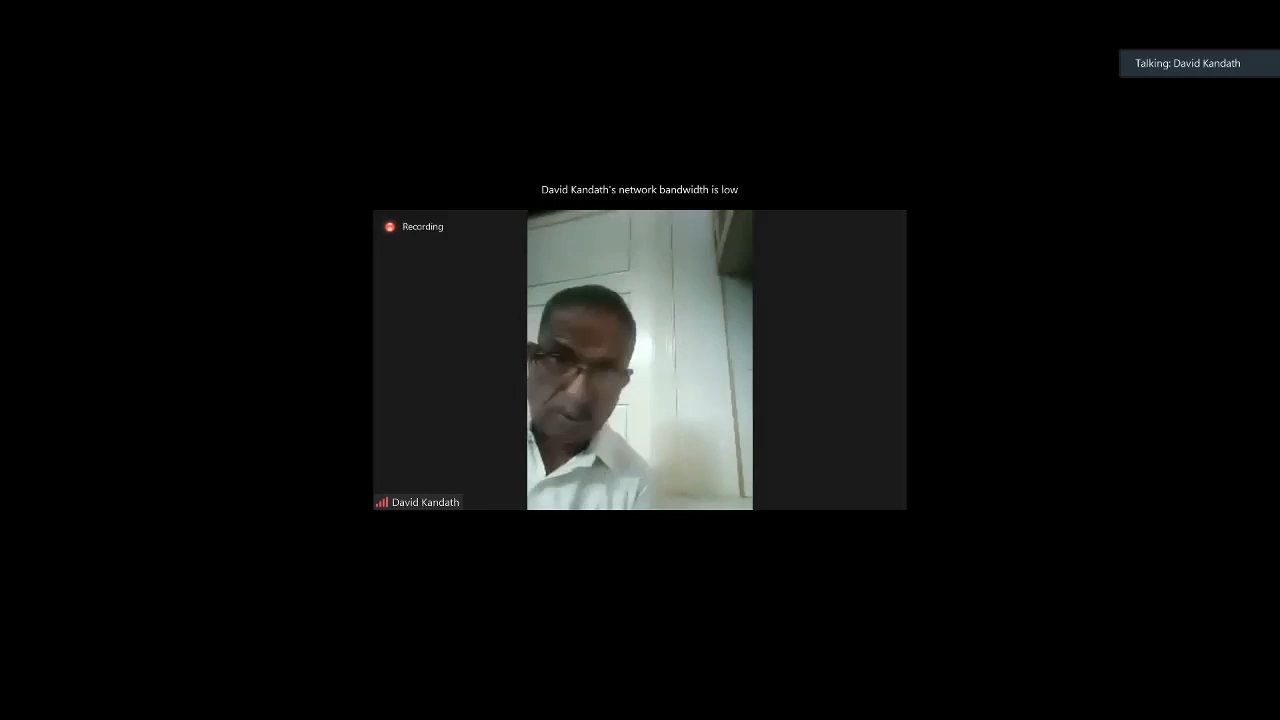 Talking: David Kandath
David Kandath's network bandwidth is low
Recording
David Kandath